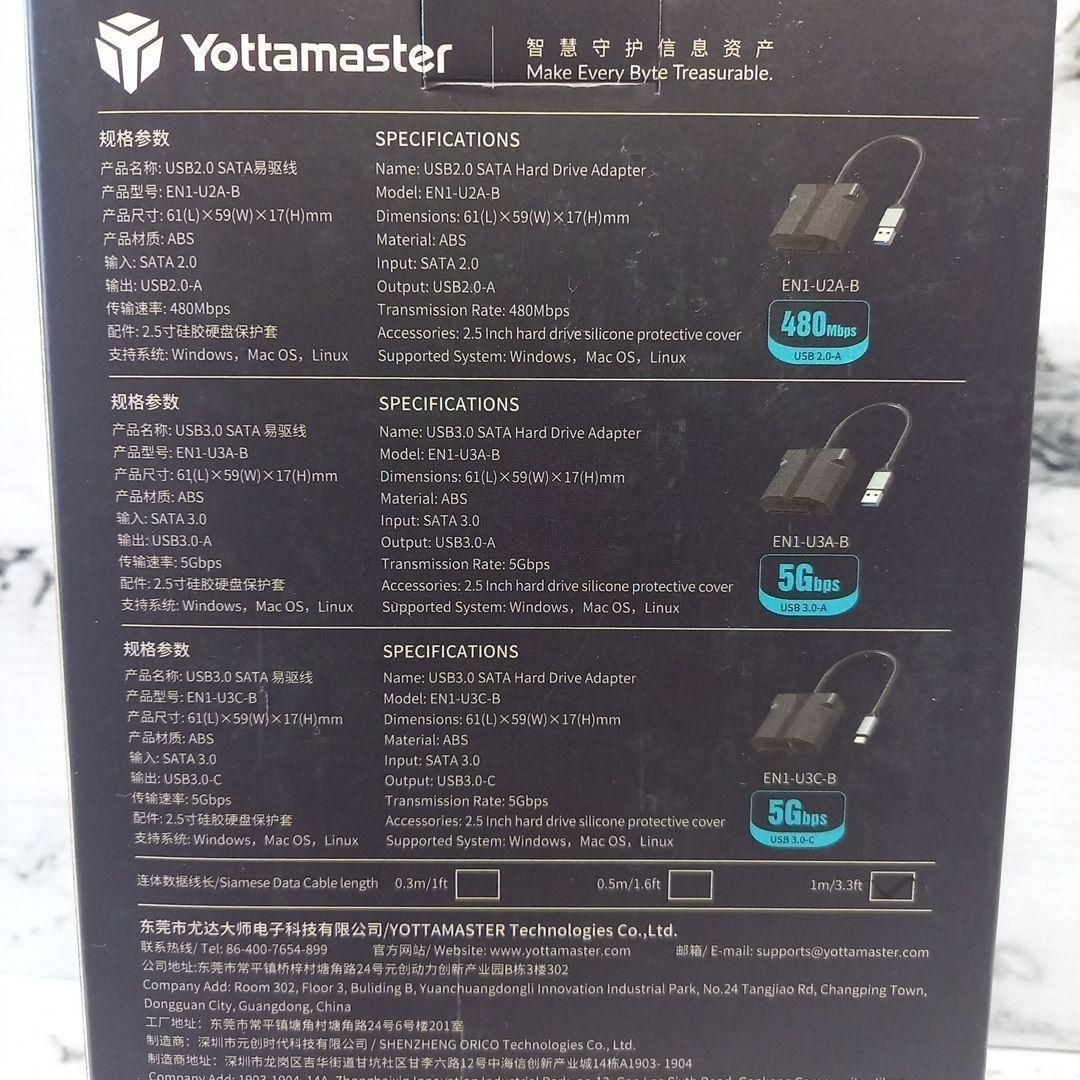 Yottamaster
智慧守护信息资产
Make Every Byte Treasurable.
规格参数
产品名称: USB2.0 SATA易驱线
产品型号: EN1-U2A-B
产品尺寸: 61(L)×59(W)×17(H)mm
产品材质: ABS
输入: SATA 2.0
输出: USB2.0-A
传输速率: 480Mbps
配件: 2.5寸硅胶硬盘保护套
支持系统: Windows，Mac OS，Linux
SPECIFICATIONS
Name: USB2.0 SATA Hard Drive Adapter
Model: EN1-U2A-B
Dimensions: 61(L)×59(W)×17(H)mm
Material: ABS
Input: SATA 2.0
Output: USB2.0-A
Transmission Rate: 480Mbps
Accessories: 2.5 Inch hard drive silicone protective cover
Supported System: Windows，Mac OS，Linux
EN1-U2A-B
480Mbps
USB 2.0-A
规格参数
产品名称: USB3.0 SATA 易驱线
产品型号: EN1-U3A-B
产品尺寸: 61(L)×59(W)×17(H)mm
产品材质: ABS
输入: SATA 3.0
输出: USB3.0-A
传输速率: 5Gbps
配件: 2.5寸硅胶硬盘保护套
支持系统: Windows，Mac OS，Linux
SPECIFICATIONS
Name: USB3.0 SATA Hard Drive Adapter
Model: EN1-U3A-B
Dimensions: 61(L)×59(W)×17(H)mm
Material: ABS
Input: SATA 3.0
Output: USB3.0-A
Transmission Rate: 5Gbps
Accessories: 2.5 Inch hard drive silicone protective cover
Supported System: Windows，Mac OS，Linux
EN1-U3A-B
5Gbps
USB 3.0-A
规格参数
产品名称: USB3.0 SATA 易驱线
产品型号: EN1-U3C-B
产品尺寸: 61(L)×59(W)×17(H)mm
产品材质: ABS
输入: SATA 3.0
输出: USB3.0-C
传输速率: 5Gbps
配件: 2.5寸硅胶硬盘保护套
支持系统: Windows，Mac OS，Linux
SPECIFICATIONS
Name: USB3.0 SATA Hard Drive Adapter
Model: EN1-U3C-B
Dimensions: 61(L)×59(W)×17(H)mm
Material: ABS
Input: SATA 3.0
Output: USB3.0-C
Transmission Rate: 5Gbps
Accessories: 2.5 Inch hard drive silicone protective cover
Supported System: Windows，Mac OS，Linux
EN1-U3C-B
5Gbps
USB 3.0-C
连体数据线长/Siamese Data Cable length 0.3m/1ft 0.5m/1.6ft 1m/3.3ft
东莞市尤达大师电子科技有限公司/YOTTAMASTER Technologies Co.,Ltd.
联系热线/ Tel: 86-400-7654-899 官方网站/ Website: www.yottamaster.com 邮箱/ E-mail: supports@yottamaster.com
公司地址:东莞市常平镇桥梓村塘角路24号元创动力创新产业园B栋3楼302
Company Add: Room 302, Floor 3, Buliding B, Yuanchuangdongli Innovation Industrial Park, No.24 Tangjiao Rd, Changping Town,
Dongguan City, Guangdong, China
工厂地址：东莞市常平镇塘角村塘角路24号6号楼201室
制造商：深圳市元创时代科技有限公司 / SHENZHENG ORICO Technologies Co., Ltd.
制造商地址：深圳市龙岗区吉华街道甘坑社区甘李六路12号中海信创新产业城14栋A1903- 1904
Company Add: 1903-1904, 14A, Zhonghaixin Innovation Industrial Park, no.12, Gan Lee Sixth Road,